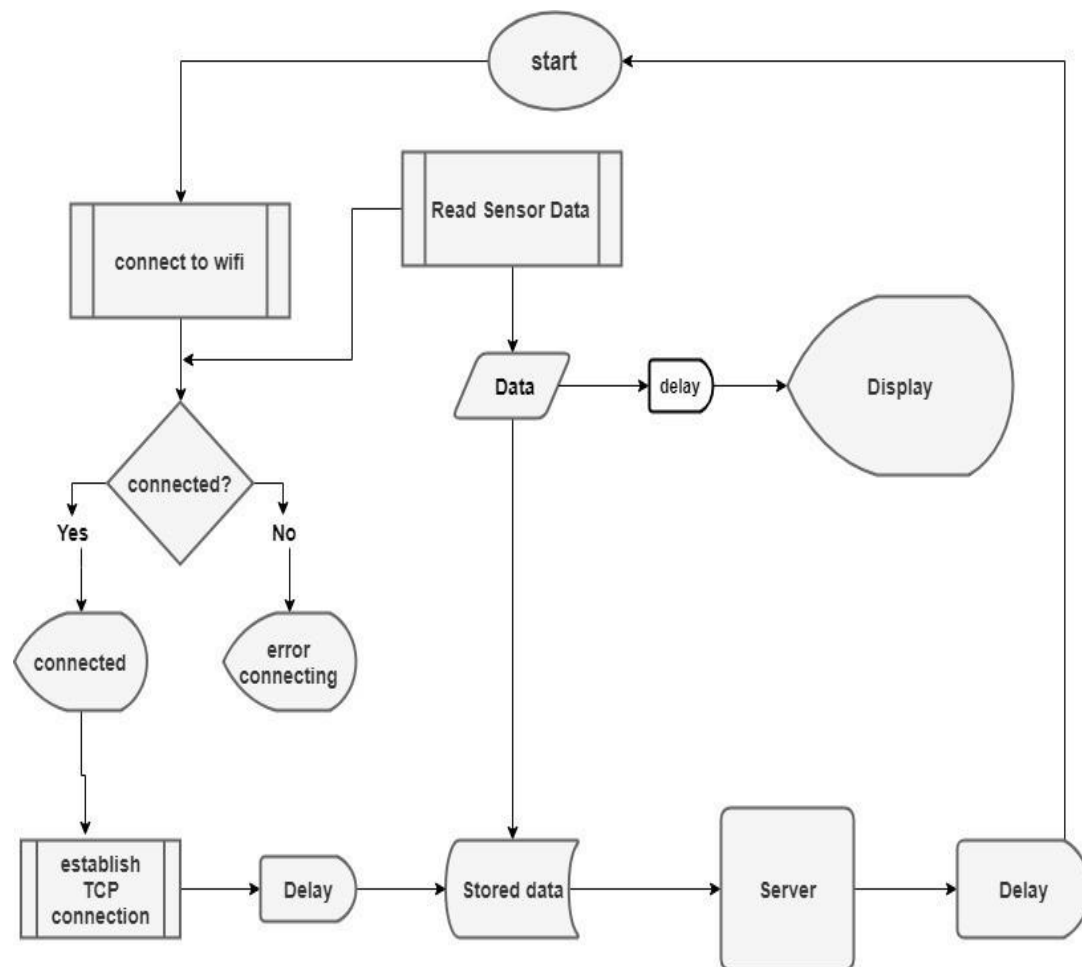 start
Read Sensor Data
connect to wifi
Data
delay
Display
connected?
Yes
No
connected
error
connecting
establish
TCP
connection
Delay
Stored data
Server
Delay